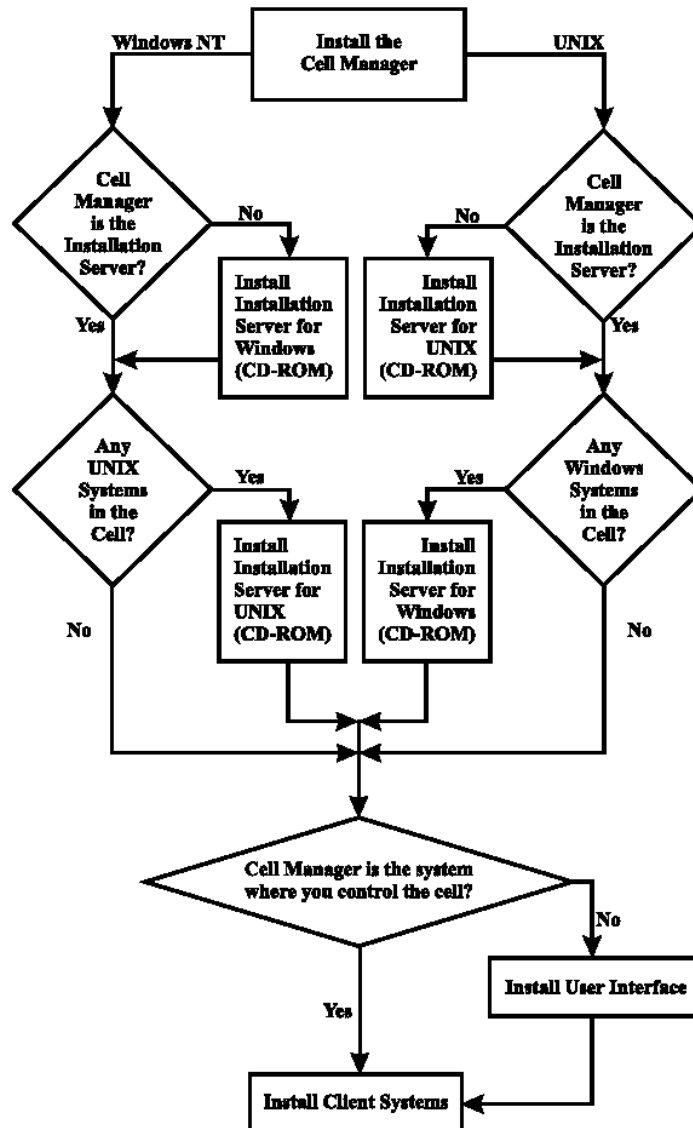 Windows NT
Install the
Cell Manager
UNIX
Cell
Manager
is the
Installation
Server?
No
Install
Installation
Server for
Windows
(CD-ROM)
Yes
No
Install
Installation
Server for
UNIX
(CD-ROM)
Cell
Manager
is the
Installation
Server?
Yes
Any
UNIX
Systems
in the
Cell?
Yes
Install
Installation
Server for
UNIX
(CD-ROM)
No
Yes
Install
Installation
Server for
Windows
(CD-ROM)
Any
Windows
Systems
in the
Cell?
No
Cell Manager is the system
where you control the cell?
No
Install User Interface
Yes
Install Client Systems